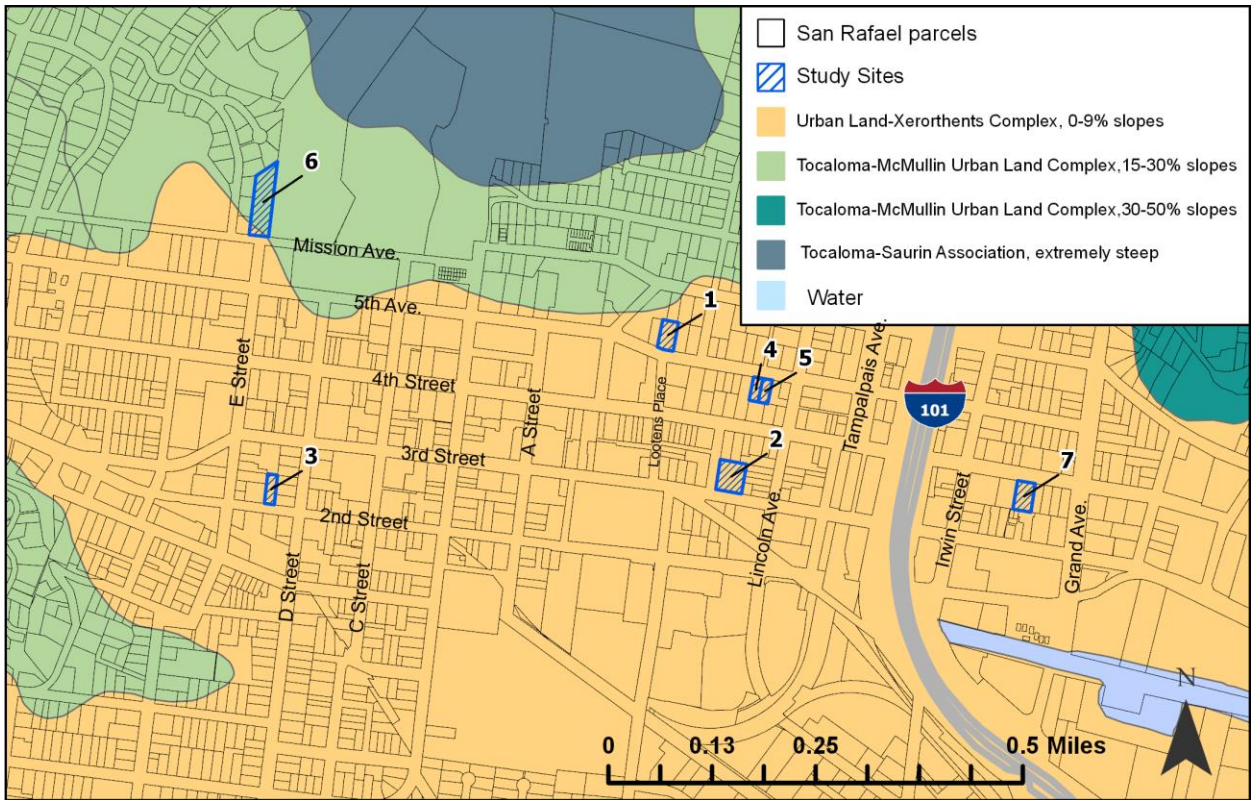 San Rafael parcels
Study Sites
Urban Land-Xerorthents Complex, 0-9% slopes
Tocaloma-McMullin Urban Land Complex,15-30% slopes
Tocaloma-McMullin Urban Land Complex,30-50% slopes
Tocaloma-Saurin Association, extremely steep
Water
6
Mission Ave.
5th Ave.
1
4
5
Tampalpais Ave.
E Street
4th Street
A Street
Lootens Place
101
3
3rd Street
2
7
2nd Street
Lincoln Ave.
Irwin Street
Grand Ave.
D Street
C Street
N
0 0.13 0.25 0.5 Miles